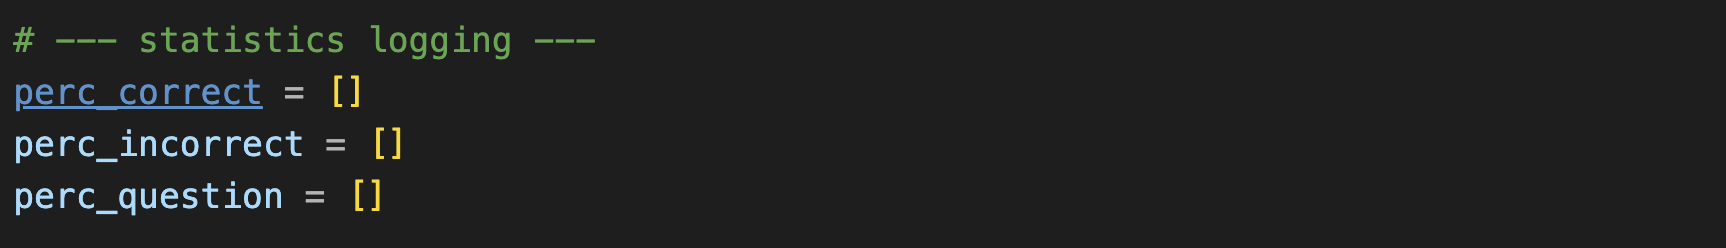 # --- statistics logging ---
perc_correct = []
perc_incorrect = []
perc_question = []